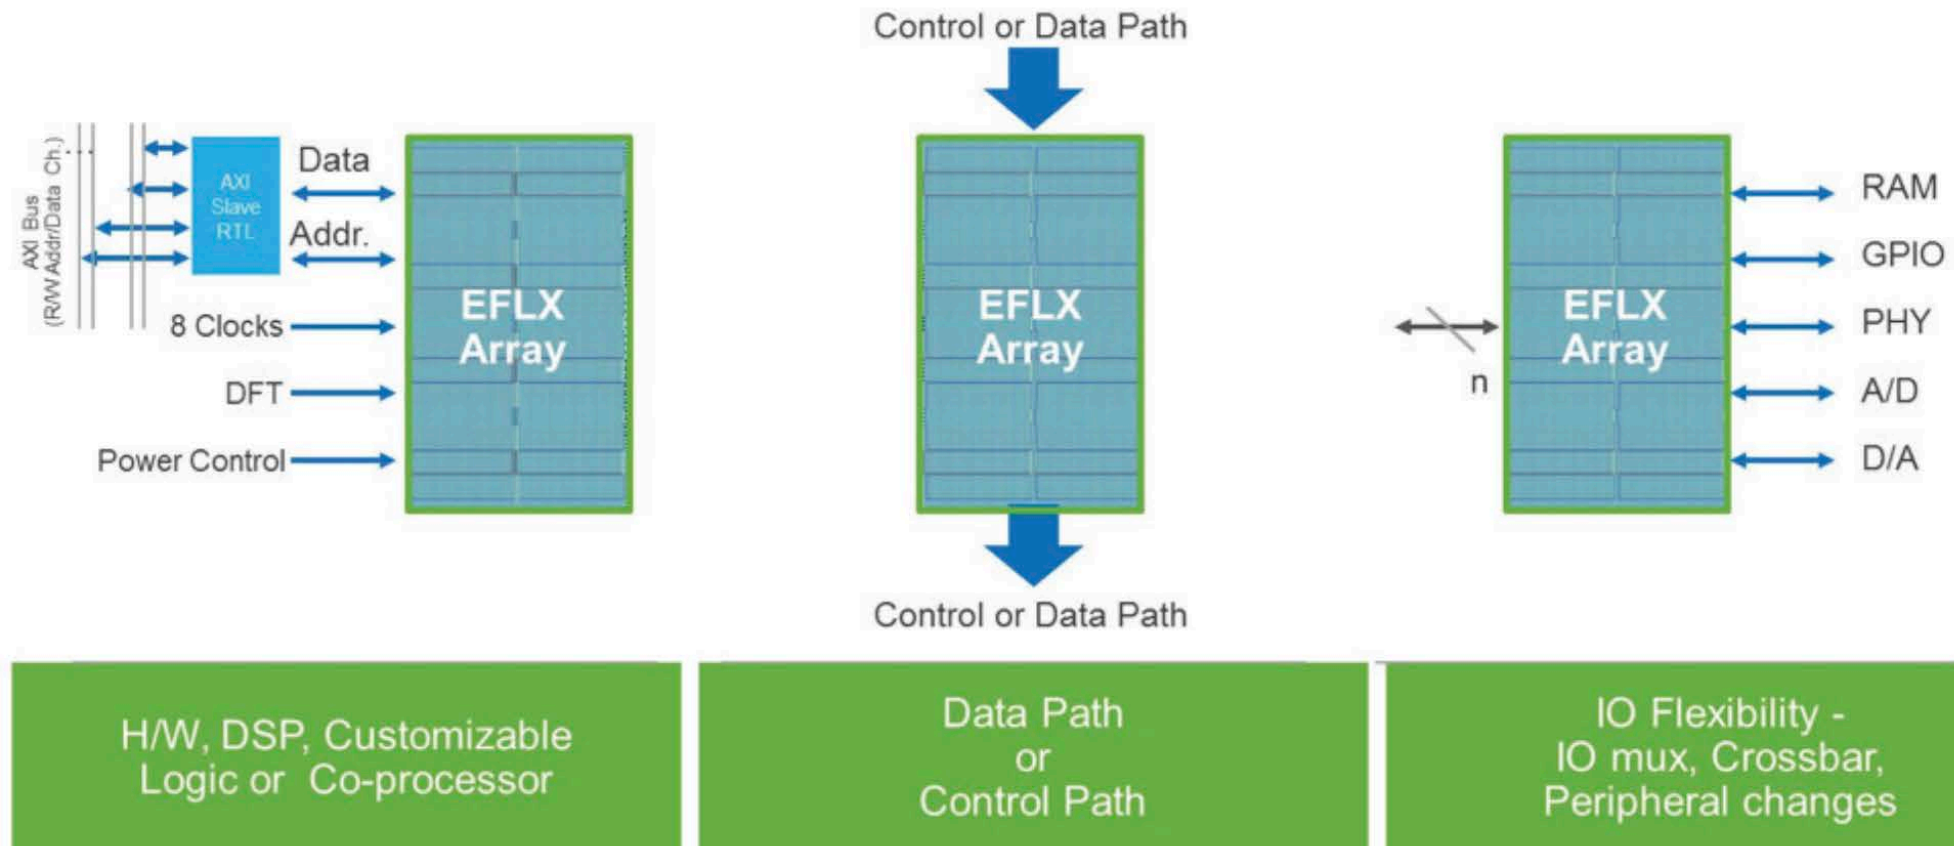 Control or Data Path
AXI Bus
(R/W Addr/Data Ch.)
AXI
Slave
RTL
Data
Addr.
8 Clocks
DFT
Power Control
EFLX
Array
EFLX
Array
Control or Data Path
n
EFLX
Array
RAM
GPIO
PHY
A/D
D/A
H/W, DSP, Customizable
Logic or Co-processor
Data Path
or
Control Path
IO Flexibility -
IO mux, Crossbar,
Peripheral changes